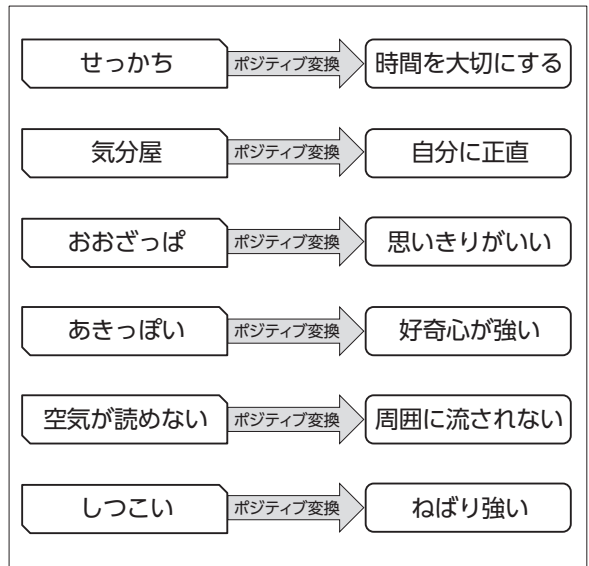 せっかち ポジティブ変換 時間を大切にする
気分屋 ポジティブ変換 自分に正直
おおざっぱ ポジティブ変換 思いきりがいい
あきっぽい ポジティブ変換 好奇心が強い
空気が読めない ポジティブ変換 周囲に流されない
しつこい ポジティブ変換 ねばり強い